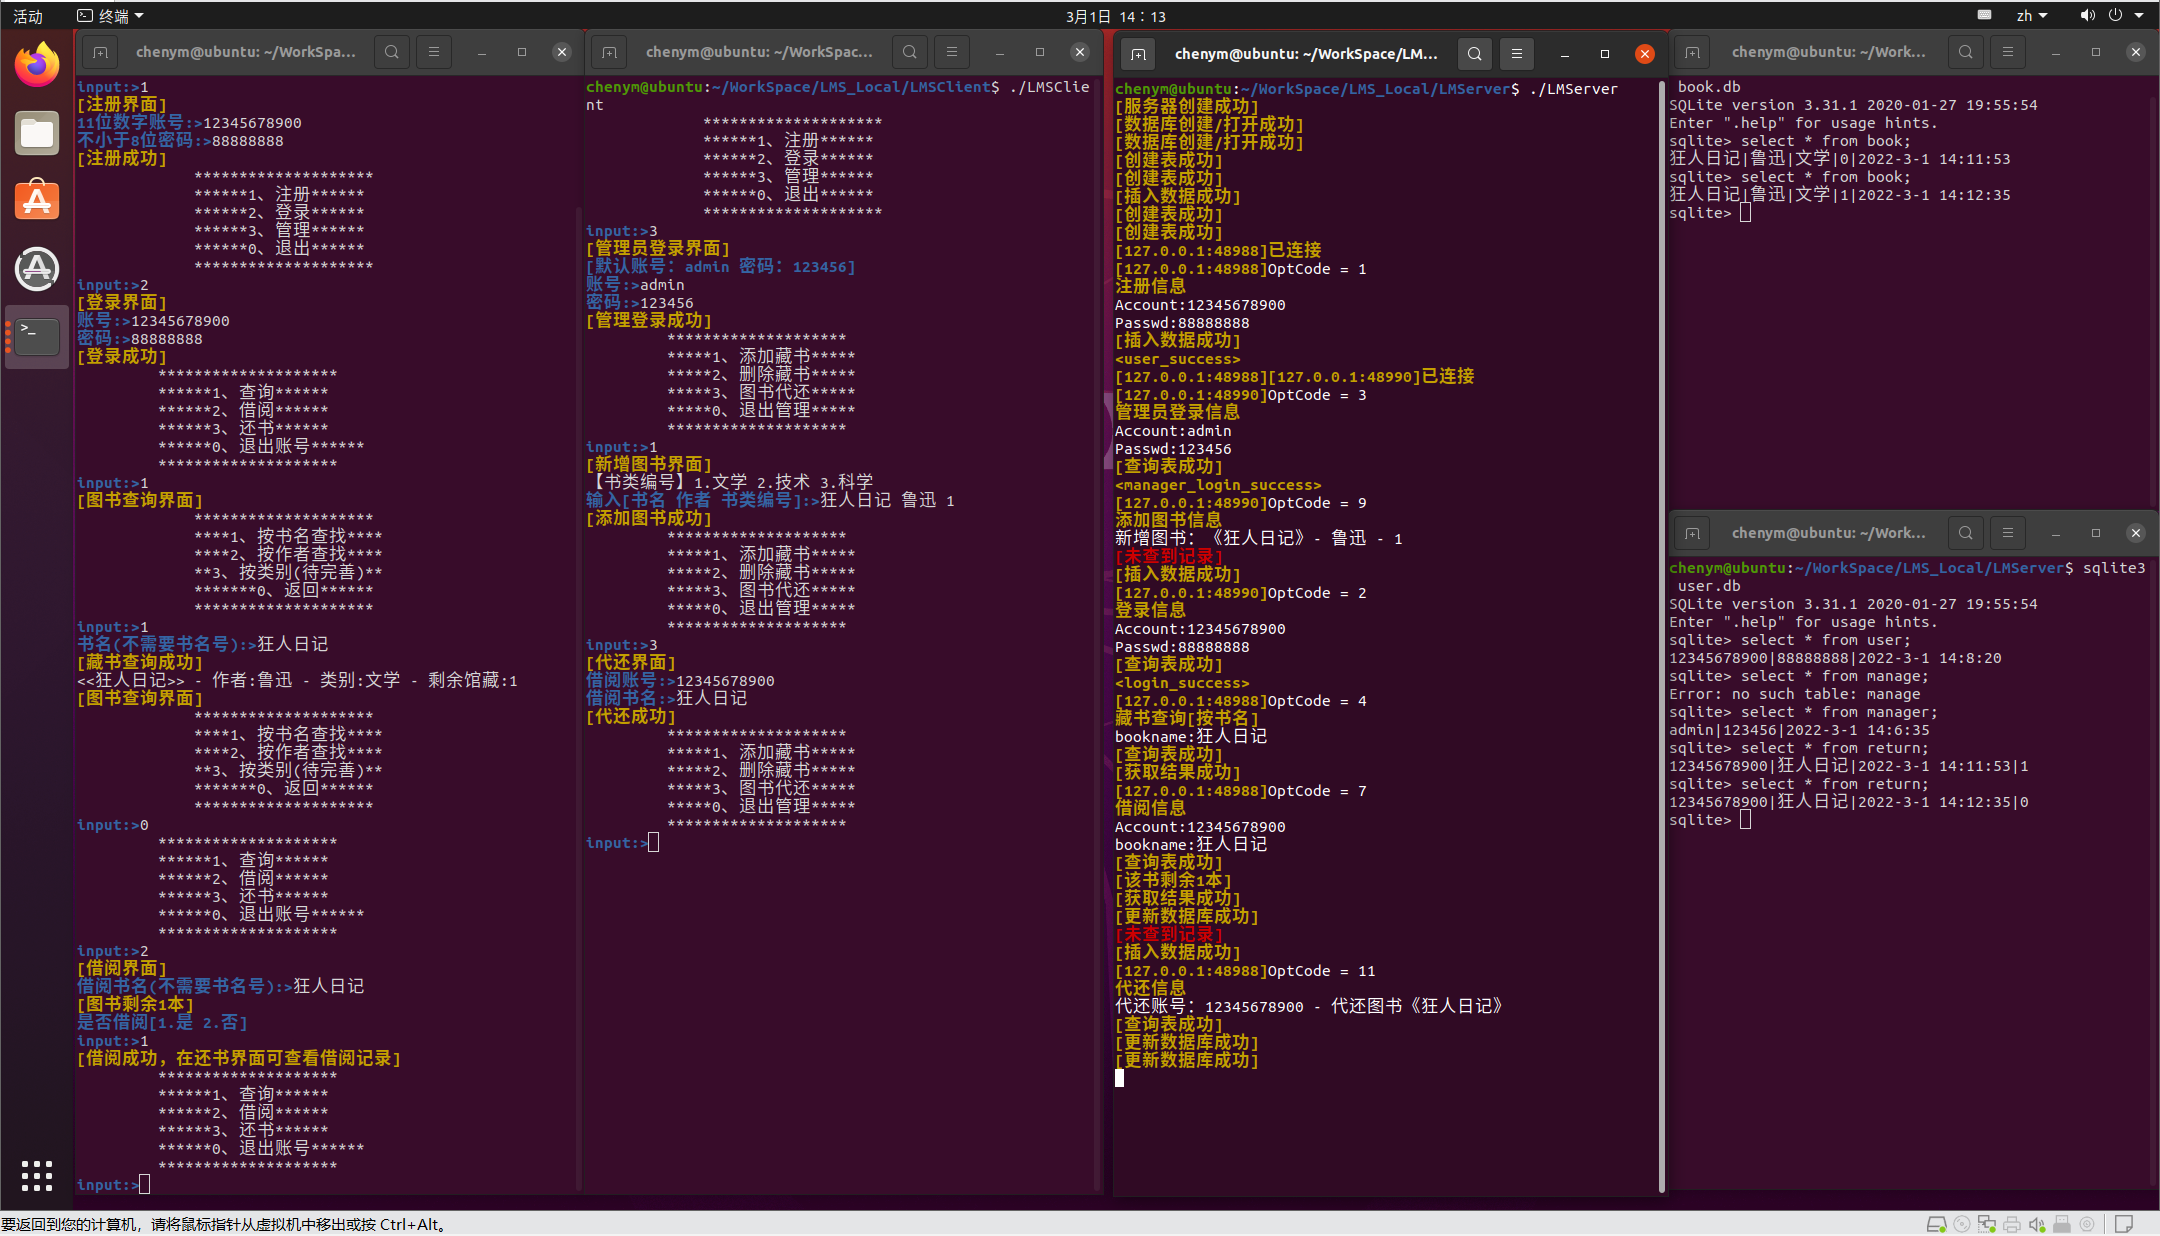 活动
终端
3月1日 14：13
zh
chenym@ubuntu: ~/WorkSpa...
input:>1
[注册界面]
11位数字账号:>12345678900
不小于8位密码:>88888888
[注册成功]
********************
******1、注册******
******2、登录******
******3、管理******
******0、退出******
********************
input:>2
[登录界面]
账号:>12345678900
密码:>88888888
[登录成功]
********************
******1、查询******
******2、借阅******
******3、还书******
******0、退出账号******
********************
input:>1
[图书查询界面]
********************
****1、按书名查找****
****2、按作者查找****
**3、按类别(待完善)**
*******0、返回******
********************
input:>1
书名(不需要书名号):>狂人日记
[藏书查询成功]
<<狂人日记>> - 作者:鲁迅 - 类别:文学 - 剩余馆藏:1
[图书查询界面]
********************
****1、按书名查找****
****2、按作者查找****
**3、按类别(待完善)**
*******0、返回******
********************
input:>0
********************
******1、查询******
******2、借阅******
******3、还书******
******0、退出账号******
********************
input:>2
[借阅界面]
借阅书名(不需要书名号):>狂人日记
[图书剩余1本]
是否借阅[1.是 2.否]
input:>1
[借阅成功，在还书界面可查看借阅记录]
********************
******1、查询******
******2、借阅******
******3、还书******
******0、退出账号******
********************
input:>
chenym@ubuntu: ~/WorkSpac...
chenym@ubuntu:~/WorkSpace/LMS_Local/LMSClient$ ./LMSClie
nt
********************
******1、注册******
******2、登录******
******3、管理******
******0、退出******
********************
input:>3
[管理员登录界面]
[默认账号：admin 密码：123456]
账号:>admin
密码:>123456
[管理登录成功]
********************
*****1、添加藏书*****
*****2、删除藏书*****
*****3、图书代还*****
*****0、退出管理*****
********************
input:>1
[新增图书界面]
【书类编号】1.文学 2.技术 3.科学
输入[书名 作者 书类编号]:>狂人日记 鲁迅 1
[添加图书成功]
********************
*****1、添加藏书*****
*****2、删除藏书*****
*****3、图书代还*****
*****0、退出管理*****
********************
input:>3
[代还界面]
借阅账号:>12345678900
借阅书名:>狂人日记
[代还成功]
********************
*****1、添加藏书*****
*****2、删除藏书*****
*****3、图书代还*****
*****0、退出管理*****
********************
input:>
chenym@ubuntu: ~/WorkSpace/LM...
chenym@ubuntu:~/WorkSpace/LMS_Local/LMServer$ ./LMServer
[服务器创建成功]
[数据库创建/打开成功]
[数据库创建/打开成功]
[创建表成功]
[创建表成功]
[插入数据成功]
[创建表成功]
[创建表成功]
[127.0.0.1:48988]已连接
[127.0.0.1:48988]OptCode = 1
注册信息
Account:12345678900
Passwd:88888888
[插入数据成功]
<user_success>
[127.0.0.1:48988][127.0.0.1:48990]已连接
[127.0.0.1:48990]OptCode = 3
管理员登录信息
Account:admin
Passwd:123456
[查询表成功]
<manager_login_success>
[127.0.0.1:48990]OptCode = 9
添加图书信息
新增图书：《狂人日记》- 鲁迅 - 1
[未查到记录]
[插入数据成功]
[127.0.0.1:48990]OptCode = 2
登录信息
Account:12345678900
Passwd:88888888
[查询表成功]
<login_success>
[127.0.0.1:48988]OptCode = 4
藏书查询[按书名]
bookname:狂人日记
[查询表成功]
[获取结果成功]
[127.0.0.1:48988]OptCode = 7
借阅信息
Account:12345678900
bookname:狂人日记
[查询表成功]
[该书剩余1本]
[获取结果成功]
[更新数据库成功]
[未查到记录]
[插入数据成功]
[127.0.0.1:48988]OptCode = 11
代还信息
代还账号：12345678900 - 代还图书《狂人日记》
[查询表成功]
[更新数据库成功]
[更新数据库成功]
chenym@ubuntu: ~/Work...
book.db
SQLite version 3.31.1 2020-01-27 19:55:54
Enter ".help" for usage hints.
sqlite> select * from book;
狂人日记|鲁迅|文学|0|2022-3-1 14:11:53
sqlite> select * from book;
狂人日记|鲁迅|文学|1|2022-3-1 14:12:35
sqlite>
chenym@ubuntu: ~/Work...
chenym@ubuntu:~/WorkSpace/LMS_Local/LMServer$ sqlite3
user.db
SQLite version 3.31.1 2020-01-27 19:55:54
Enter ".help" for usage hints.
sqlite> select * from user;
12345678900|88888888|2022-3-1 14:8:20
sqlite> select * from manage;
Error: no such table: manage
sqlite> select * from manager;
admin|123456|2022-3-1 14:6:35
sqlite> select * from return;
12345678900|狂人日记|2022-3-1 14:11:53|1
sqlite> select * from return;
12345678900|狂人日记|2022-3-1 14:12:35|0
sqlite>
要返回到您的计算机，请将鼠标指针从虚拟机中移出或按 Ctrl+Alt。